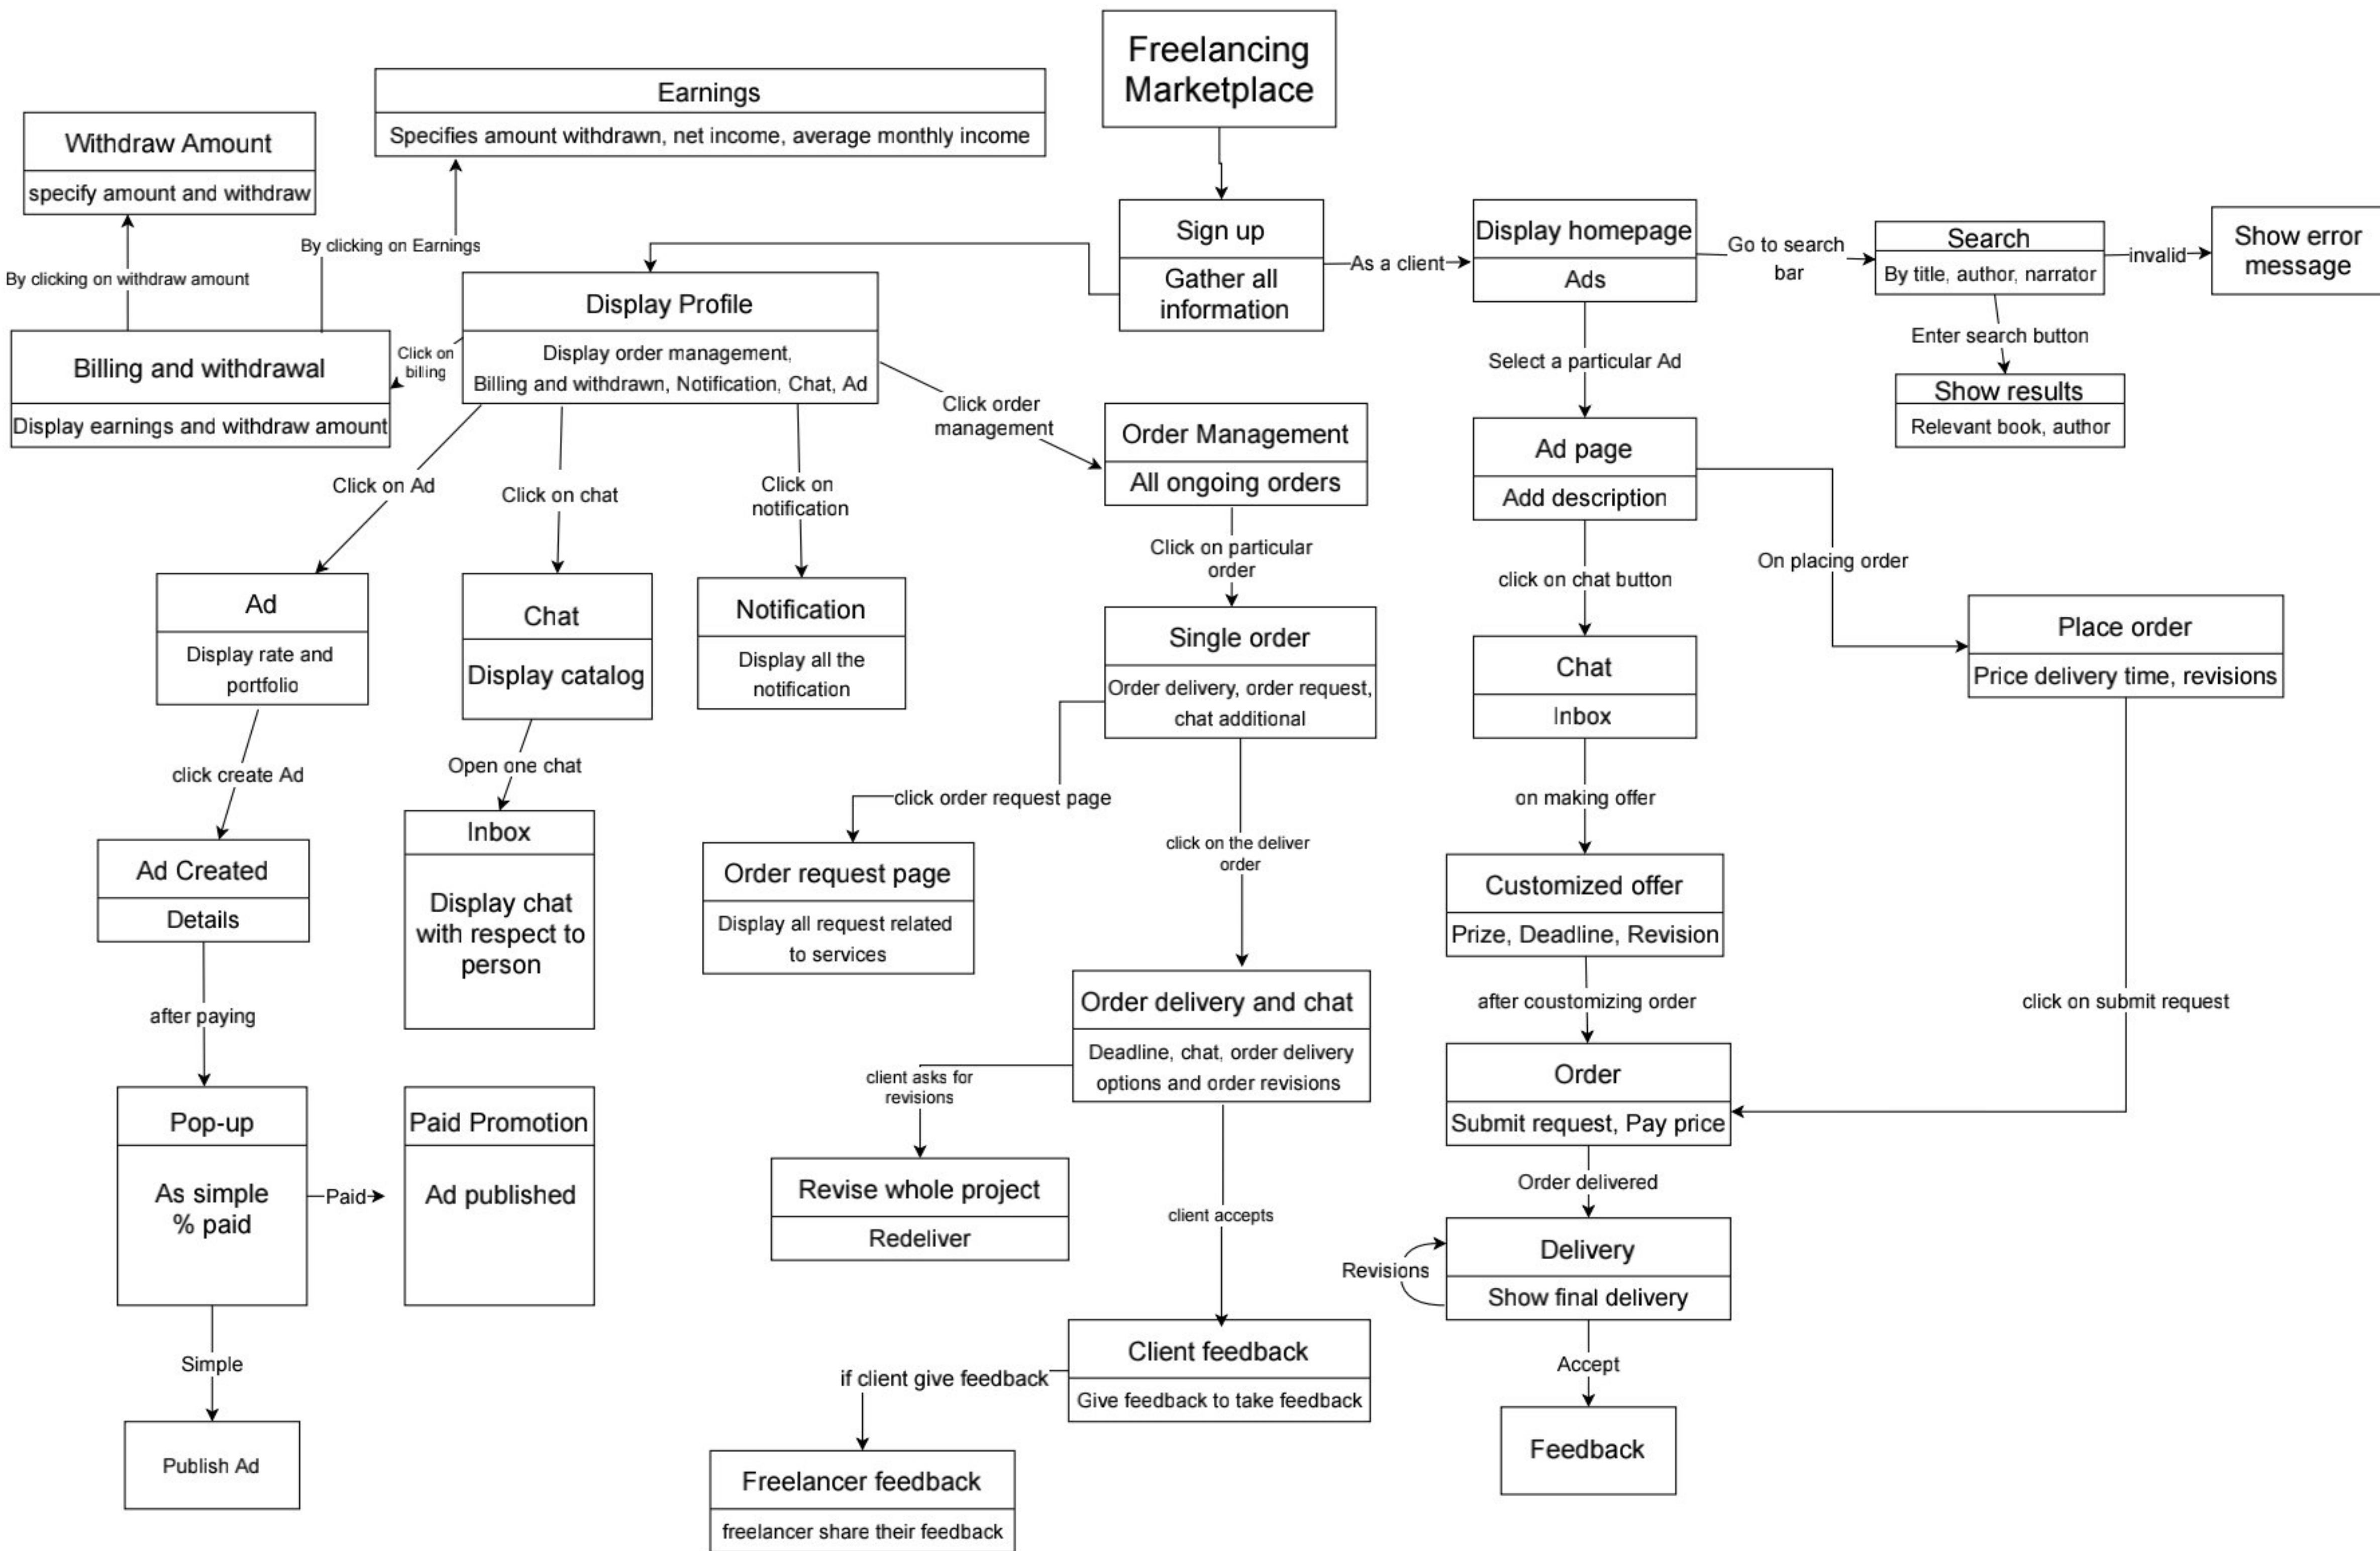 Freelancing
Marketplace
Earnings
Specifies amount withdrawn, net income, average monthly income
Withdraw Amount
specify amount and withdraw
By clicking on Earnings
By clicking on withdraw amount
Sign up
Gather all
information
As a client
Display homepage
Ads
Go to search
bar
Search
By title, author, narrator
invalid
Show error
message
Enter search button
Show results
Relevant book, author
Display Profile
Display order management,
Billing and withdrawn, Notification, Chat, Ad
Click on
billing
Billing and withdrawal
Display earnings and withdraw amount
Click order
management
Order Management
All ongoing orders
Select a particular Ad
Ad page
Add description
Click on Ad
Click on chat
Click on
notification
Click on particular
order
click on chat button
On placing order
Ad
Display rate and
portfolio
Chat
Display catalog
Notification
Display all the
notification
Single order
Order delivery, order request,
chat additional
Chat
Inbox
Place order
Price delivery time, revisions
click create Ad
Open one chat
click order request page
click on the deliver
order
on making offer
Ad Created
Details
Inbox
Display chat
with respect to
person
Order request page
Display all request related
to services
Customized offer
Prize, Deadline, Revision
after paying
Order delivery and chat
Deadline, chat, order delivery
options and order revisions
after coustomizing order
click on submit request
client asks for
revisions
Order
Submit request, Pay price
Pop-up
As simple
% paid
Paid
Paid Promotion
Ad published
Revise whole project
Redeliver
client accepts
Order delivered
Revisions
Delivery
Show final delivery
Simple
Publish Ad
if client give feedback
Client feedback
Give feedback to take feedback
Accept
Feedback
Freelancer feedback
freelancer share their feedback